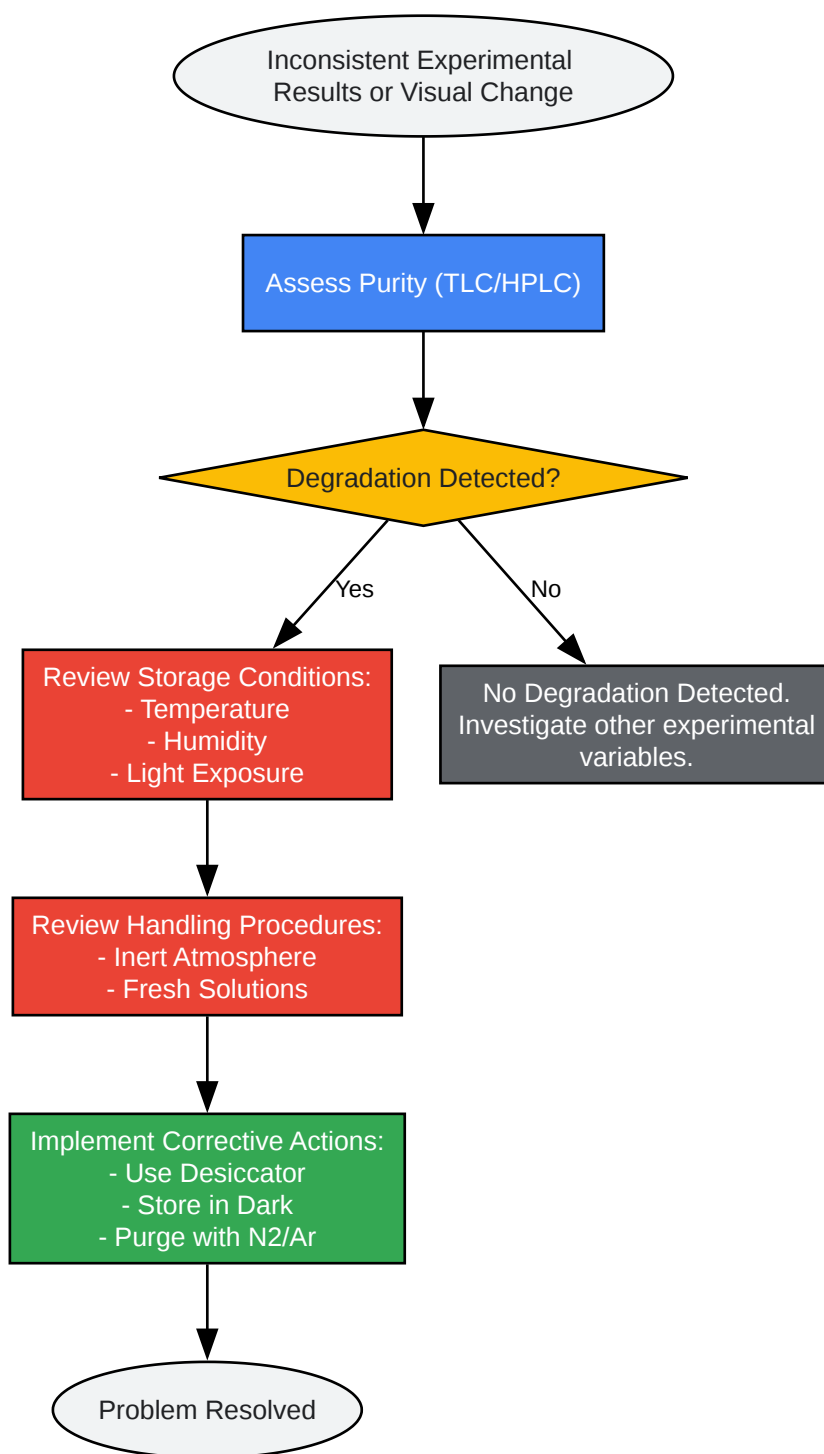 Inconsistent Experimental
Results or Visual Change
Assess Purity (TLC/HPLC)
Degradation Detected?
Yes
No
Review Storage Conditions:
- Temperature
- Humidity
- Light Exposure
No Degradation Detected.
Investigate other experimental
variables.
Review Handling Procedures:
- Inert Atmosphere
- Fresh Solutions
Implement Corrective Actions:
- Use Desiccator
- Store in Dark
- Purge with N2/Ar
Problem Resolved